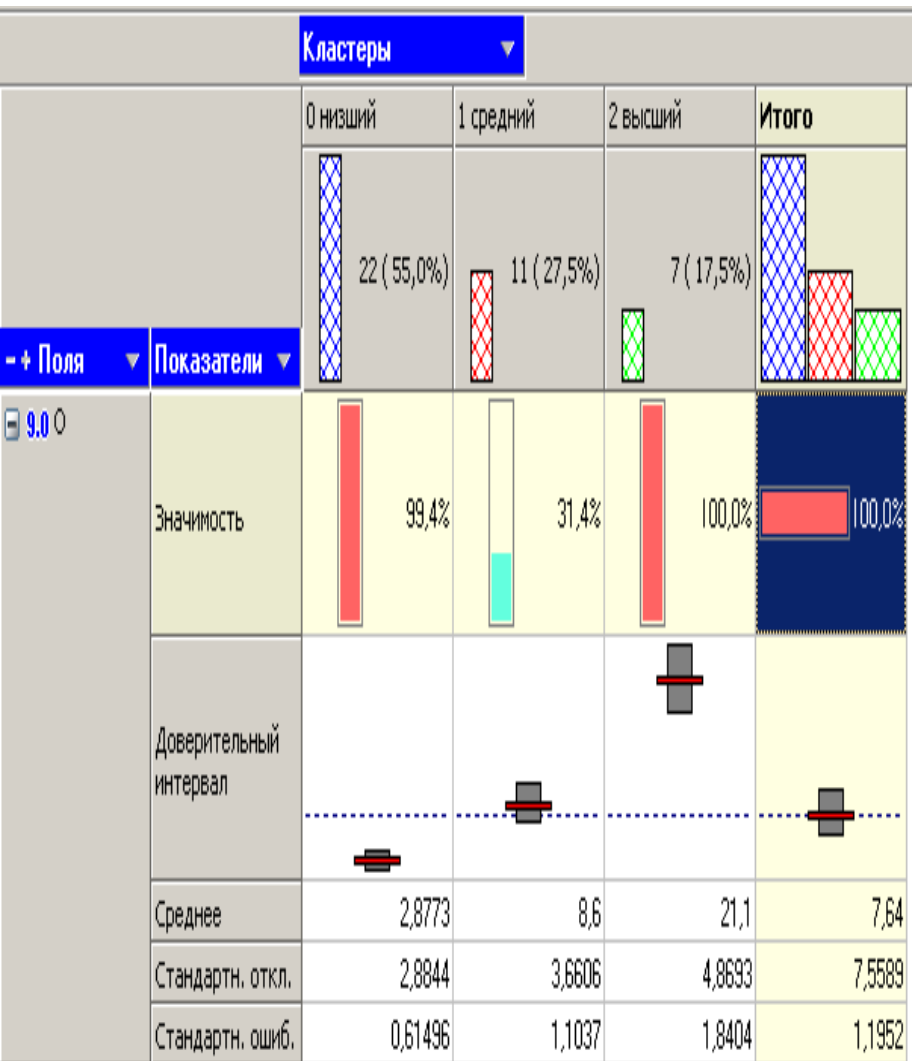 Кластеры
0 низший 1 средний 2 высший Итого
22 ( 55,0%) 11 ( 27,5%) 7 ( 17,5%)
- + Поля Показатели
9.0 О
Значимость 99,4% 31,4% 100,0% 100,0%
Доверительный
интервал
Среднее 2,8773 8,6 21,1 7,64
Стандартн. откл. 2,8844 3,6606 4,8693 7,5589
Стандартн. ошиб. 0,61496 1,1037 1,8404 1,1952